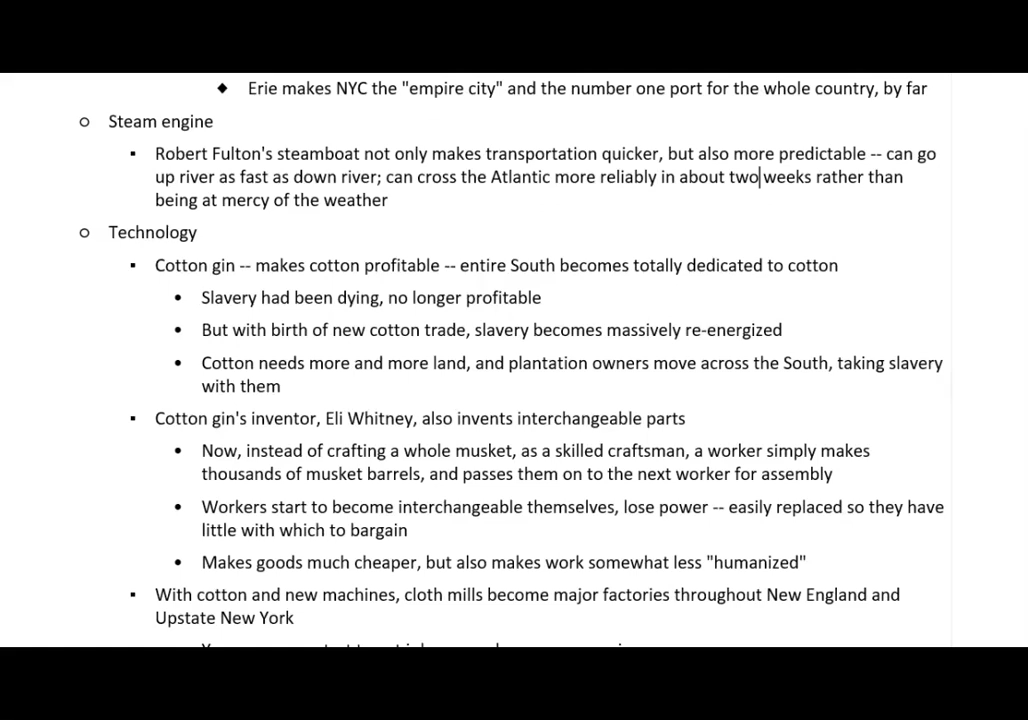 Erie makes NYC the "empire city" and the number one port for the whole country, by far
Steam engine
Robert Fulton's steamboat not only makes transportation quicker, but also more predictable -- can go
up river as fast as down river; can cross the Atlantic more reliably in about two weeks rather than
being at mercy of the weather
Technology
Cotton gin -- makes cotton profitable -- entire South becomes totally dedicated to cotton
Slavery had been dying, no longer profitable
But with birth of new cotton trade, slavery becomes massively re-energized
Cotton needs more and more land, and plantation owners move across the South, taking slavery
with them
Cotton gin's inventor, Eli Whitney, also invents interchangeable parts
Now, instead of crafting a whole musket, as a skilled craftsman, a worker simply makes
thousands of musket barrels, and passes them on to the next worker for assembly
Workers start to become interchangeable themselves, lose power -- easily replaced so they have
little with which to bargain
Makes goods much cheaper, but also makes work somewhat less "humanized"
With cotton and new machines, cloth mills become major factories throughout New England and
Upstate New York